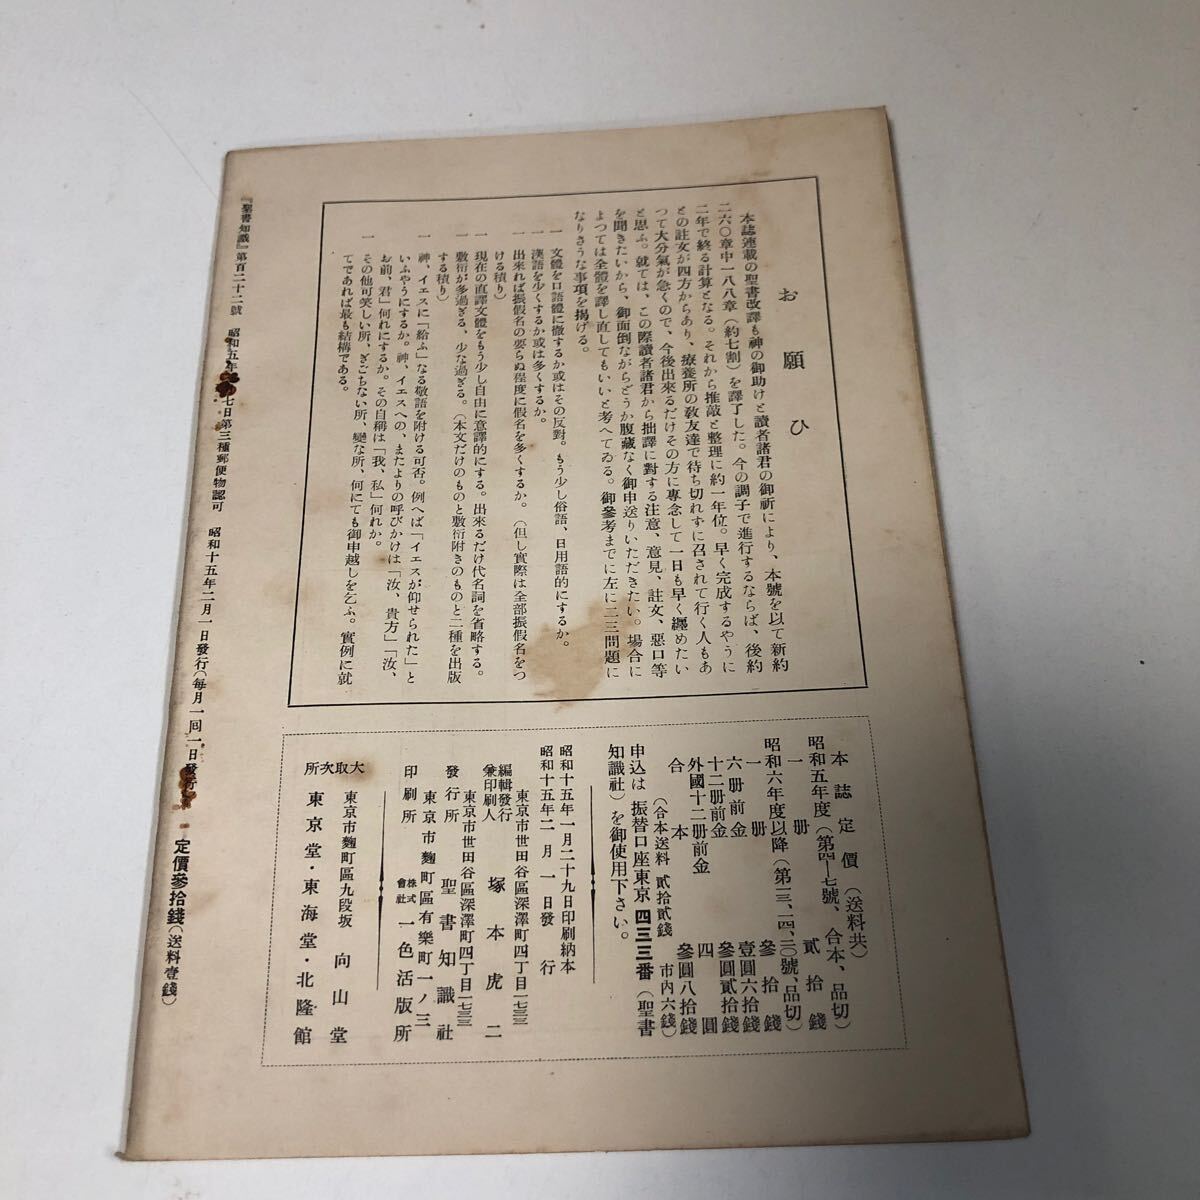 お願ひ
本誌連載の聖書改譯も神の御助けと讀者諸君の御祈により、本號を以て新約
二六〇章中一八八章（約七割）を譯了した。今の調子で進行するならば、後約
二年で終る計算となる。それから推敲と整理に約一年位。早く完成するやうに
との註文が四方からあり、療養所の敎友達で待ち切れずに召されて行く人もあ
つて大分氣が急くので、今後出來るだけその方に專念して一日も早く纒めたい
と思ふ。就ては、この際讀者諸君から拙譯に對する注意、意見、註文、惡口等
を聞きたいから、御面倒ながらどうか腹藏なく御申送りいただきたい。場合に
よつては全體を譯し直してもいいと考へてゐる。御參考までに左に二三問題に
なりさうな事項を揭げる。
一 文體を口語體に徹するか或はその反對。もう少し俗語、日用語的にするか。
一 漢語を少くするか或は多くするか。
一 出來れば振假名の要らぬ程度に假名を多くするか。（但し實際は全部振假名をつ
ける積り）
一 現在の直譯文體をもう少し自由に意譯的にする。出來るだけ代名詞を省略する。
一 敷衍が多過ぎる、少な過ぎる。（本文だけのものと敷衍附きのものと二種を出版
する積り）
一 神、イエスに「給ふ」なる敬語を附ける可否。例へば「イエスが仰せられた」と
いふやうにするか。神、イエスへの、またよりの呼びかけは「汝、貴方」「汝、
お前、君」何れにするか。その自稱は「我、私」何れか。
一 その他可笑しい所、ぎごちない所、變な所、何にても御申越しを乞ふ。實例に就
てであれば最も結構である。
本誌定價（送料共）
昭和五年度（第四—七號、合本、品切）
一册 貳拾錢
昭和六年度以降（第一三、一四、二〇號、品切）
一册 參拾錢
六册前金 壹圓六拾錢
十二册前金 參圓貳拾錢
外國十二册前金 四圓
合本 參圓八拾錢
（合本送料 貳拾貳錢 市內六錢）
申込は 振替口座東京四三三番（聖書
知識社）を御使用下さい。
昭和十五年一月二十九日印刷納本
昭和十五年二月一日發行
東京市世田谷區深澤町四丁目一七三三
編輯發行
兼印刷人 塚本虎二
東京市世田谷區深澤町四丁目一七三三
發行所 聖書知識社
東京市麴町區有樂町一ノ三
印刷所 株式會社 一色活版所
大取次所
東京市麴町區九段坂 向山堂
東京堂・東海堂・北隆館
『聖書知識』第百二十二號 昭和五年 七日第三種郵便物認可 昭和十五年二月一日發行（每月一回一日發行） 定價參拾錢（送料壹錢）